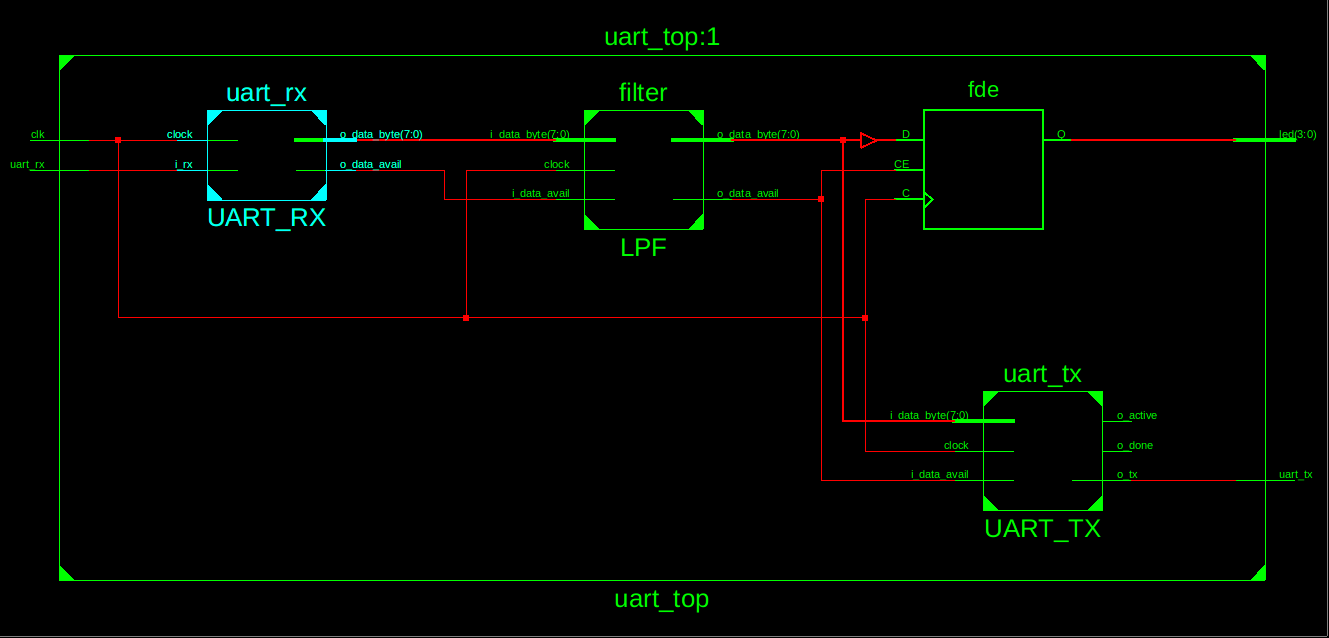 uart_top:1
uart_rx
filter
fde
clk
clock
o_data_byte(7:0)
i_data_byte(7:0)
o_data_byte(7:0)
D
Q
led(3:0)
uart_rx
i_rx
o_data_avail
clock
CE
i_data_avail
o_data_avail
C
UART_RX
LPF
uart_tx
i_data_byte(7:0)
o_active
clock
o_done
i_data_avail
o_tx
uart_tx
UART_TX
uart_top